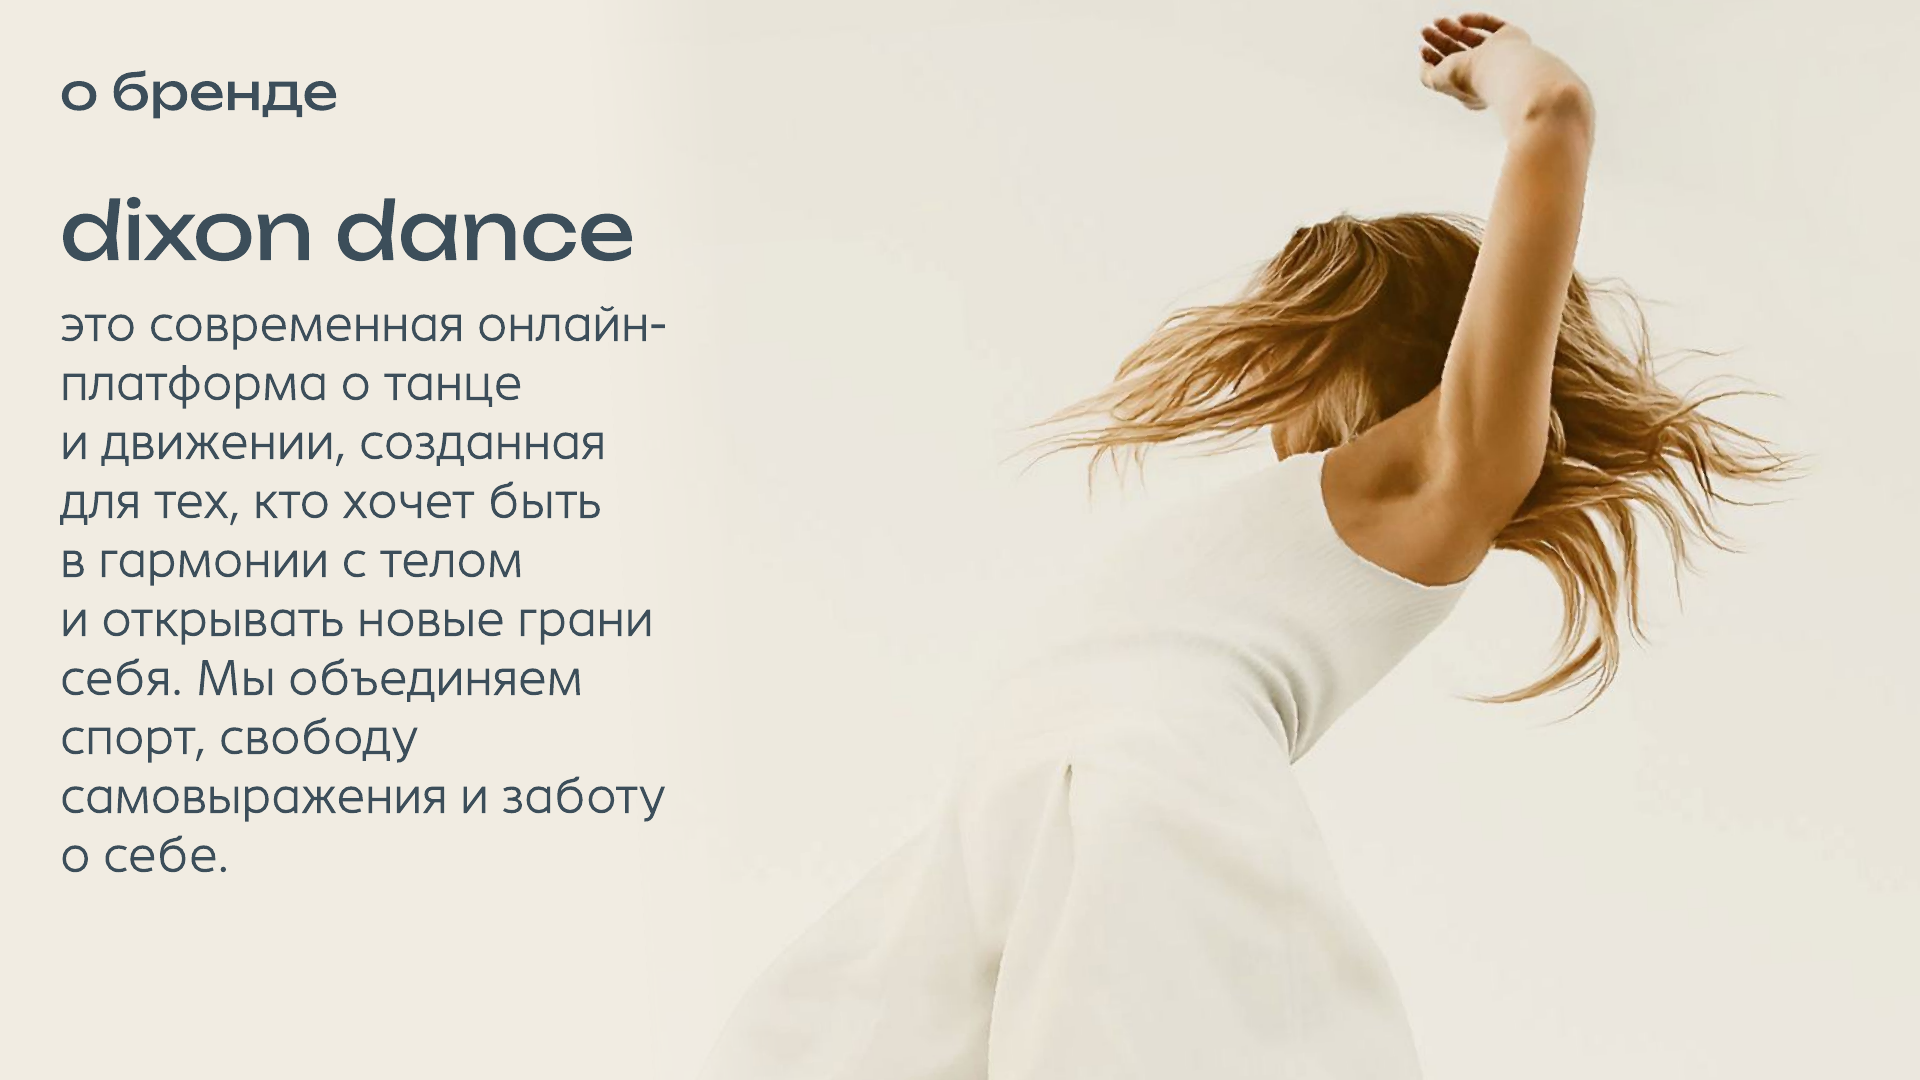 о бренде
dixon dance
это современная онлайн-
платформа о танце
и движении, созданная
для тех, кто хочет быть
в гармонии с телом
и открывать новые грани
себя. Мы объединяем
спорт, свободу
самовыражения и заботу
о себе.